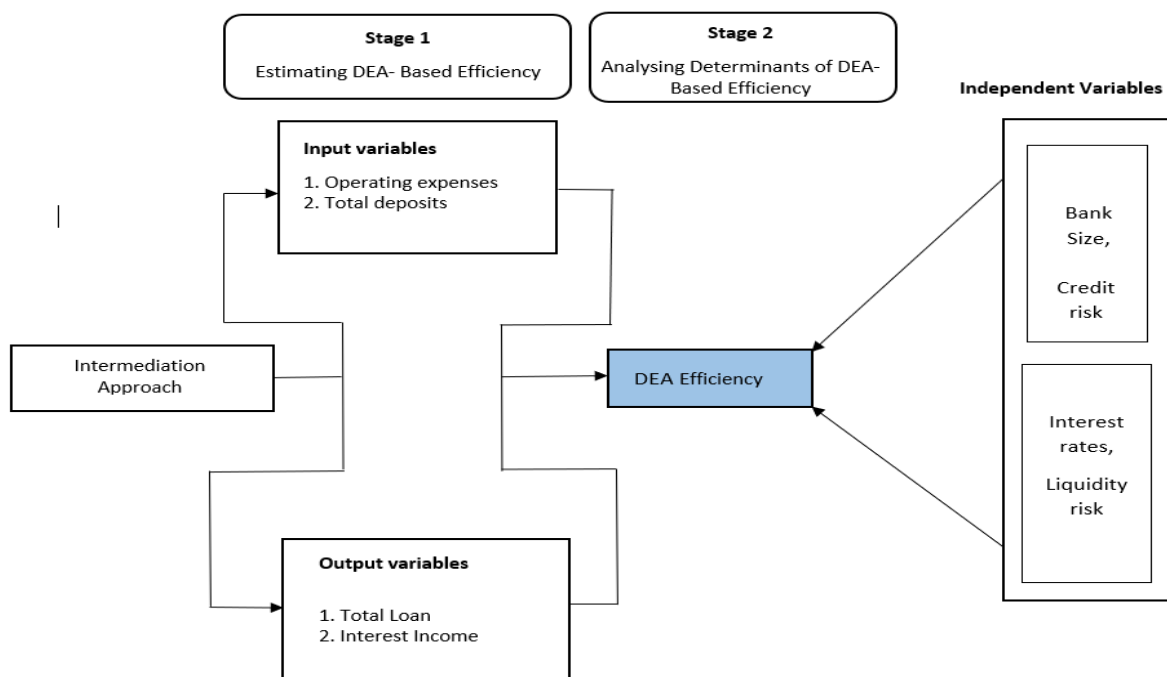 Stage 1
Estimating DEA- Based Efficiency
Stage 2
Analysing Determinants of DEA-
Based Efficiency
Independent Variables
Input variables
1. Operating expenses
2. Total deposits
Bank
Size,
Credit
risk
Intermediation
Approach
DEA Efficiency
Interest
rates,
Liquidity
risk
Output variables
1. Total Loan
2. Interest Income